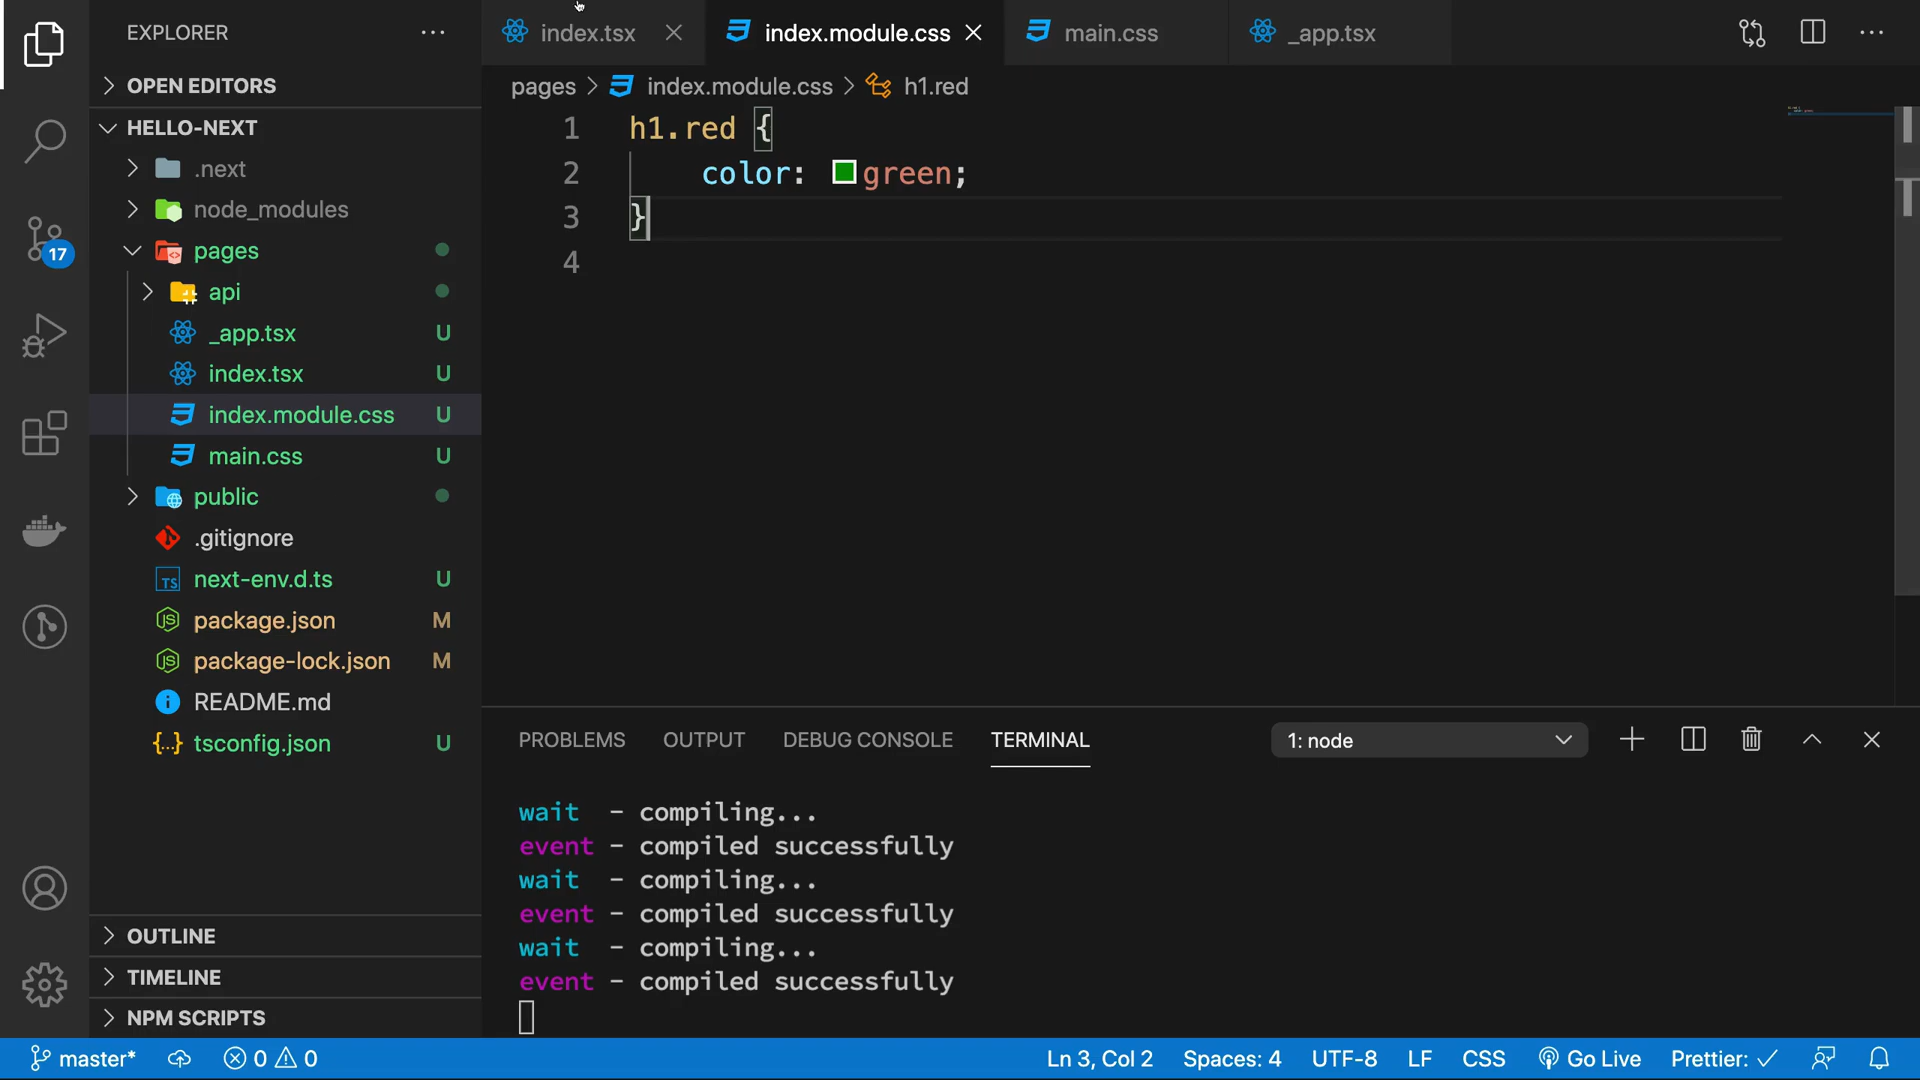 EXPLORER
OPEN EDITORS
HELLO-NEXT
.next
node_modules
pages
api
_app.tsx U
index.tsx U
index.module.css U
main.css U
public
.gitignore
TS next-env.d.ts U
JS package.json M
JS package-lock.json M
README.md
{..} tsconfig.json U
OUTLINE
TIMELINE
NPM SCRIPTS
17
index.tsx index.module.css main.css _app.tsx
pages > index.module.css > h1.red
1 h1.red {
2 color: green;
3 }
4
PROBLEMS OUTPUT DEBUG CONSOLE TERMINAL 1: node
wait - compiling...
event - compiled successfully
wait - compiling...
event - compiled successfully
wait - compiling...
event - compiled successfully
master* 0 0 Ln 3, Col 2 Spaces: 4 UTF-8 LF CSS Go Live Prettier: ✓